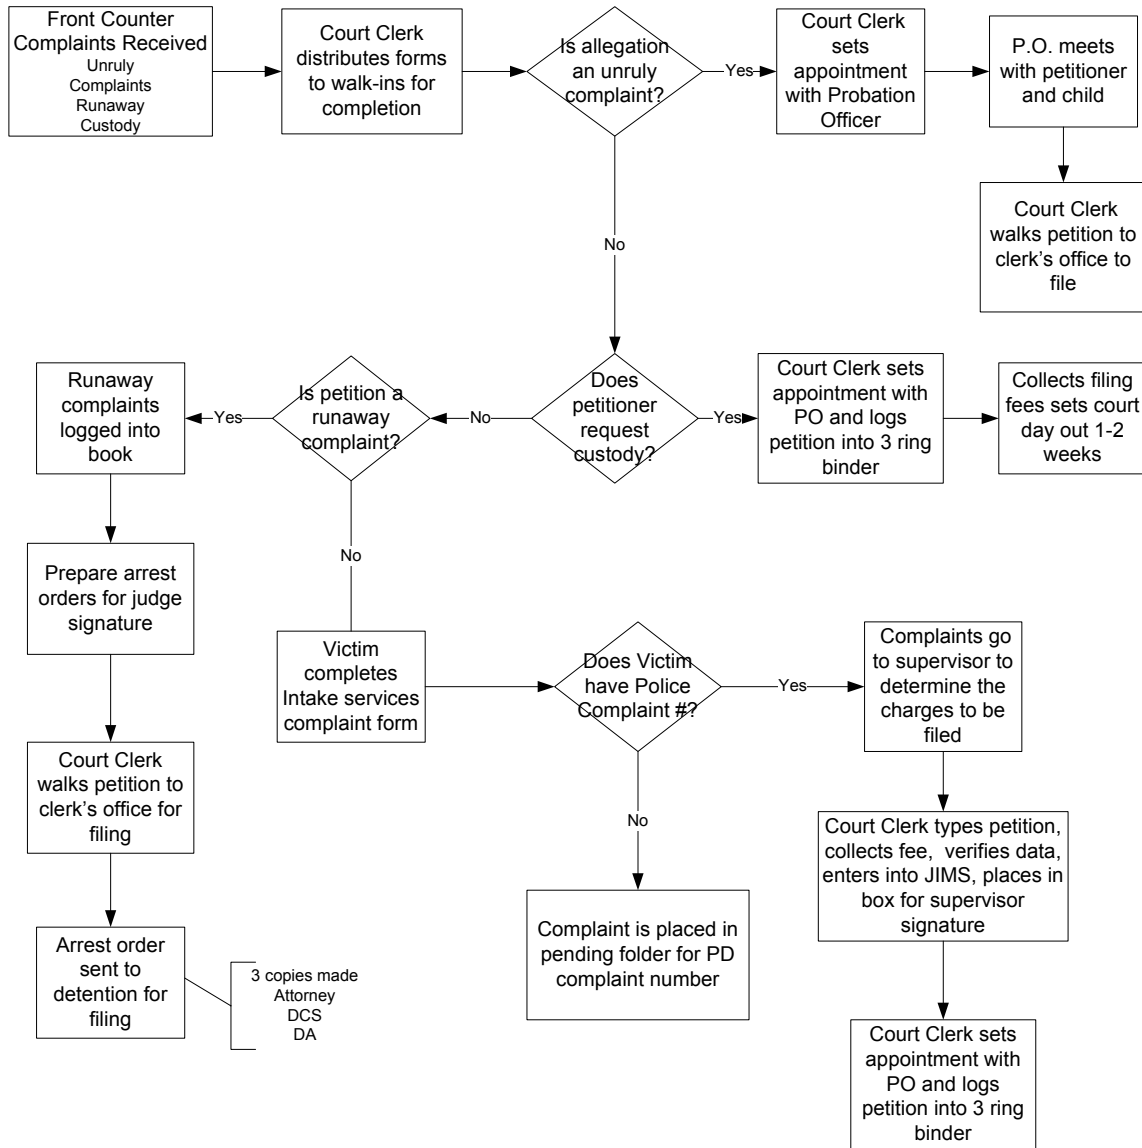 Front Counter
Complaints Received
Unruly
Complaints
Runaway
Custody
Court Clerk
distributes forms
to walk-ins for
completion
Is allegation
an unruly
complaint?
Yes
Court Clerk
sets
appointment
with Probation
Officer
P.O. meets
with petitioner
and child
Court Clerk
walks petition to
clerk's office to
file
No
Does
petitioner
request
custody?
Yes
Court Clerk sets
appointment with
PO and logs
petition into 3 ring
binder
Collects filing
fees sets court
day out 1-2
weeks
No
Is petition a
runaway
complaint?
Yes
Runaway
complaints
logged into
book
Prepare arrest
orders for judge
signature
Court Clerk
walks petition to
clerk's office for
filing
Arrest order
sent to
detention for
filing
3 copies made
Attorney
DCS
DA
No
Victim
completes
Intake services
complaint form
Does Victim
have Police
Complaint #?
Yes
Complaints go
to supervisor to
determine the
charges to be
filed
Court Clerk types petition,
collects fee,  verifies data,
enters into JIMS, places in
box for supervisor
signature
Court Clerk sets
appointment with
PO and logs
petition into 3 ring
binder
No
Complaint is placed in
pending folder for PD
complaint number